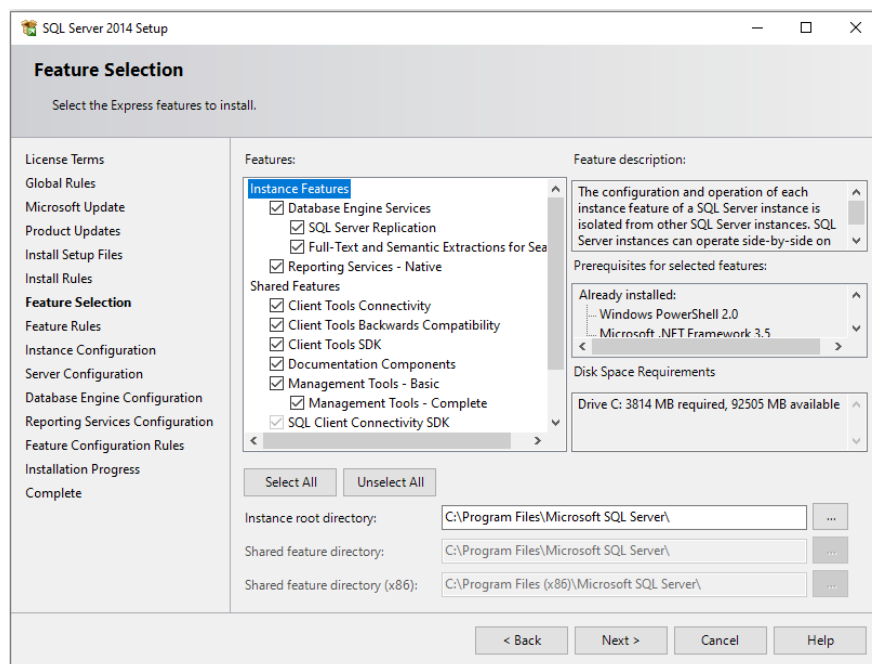 SQL Server 2014 Setup
Feature Selection
Select the Express features to install.
License Terms
Global Rules
Microsoft Update
Product Updates
Install Setup Files
Install Rules
Feature Selection
Feature Rules
Instance Configuration
Server Configuration
Database Engine Configuration
Reporting Services Configuration
Feature Configuration Rules
Installation Progress
Complete
Features:
Instance Features
Database Engine Services
SQL Server Replication
Full-Text and Semantic Extractions for Sea
Reporting Services - Native
Shared Features
Client Tools Connectivity
Client Tools Backwards Compatibility
Client Tools SDK
Documentation Components
Management Tools - Basic
Management Tools - Complete
SQL Client Connectivity SDK
Feature description:
The configuration and operation of each
instance feature of a SQL Server instance is
isolated from other SQL Server instances. SQL
Server instances can operate side-by-side on
Prerequisites for selected features:
Already installed:
Windows PowerShell 2.0
Microsoft .NET Framework 3.5
Disk Space Requirements
Drive C: 3814 MB required, 92505 MB available
Select All
Unselect All
Instance root directory:
C:\Program Files\Microsoft SQL Server\
...
Shared feature directory:
C:\Program Files\Microsoft SQL Server\
...
Shared feature directory (x86):
C:\Program Files (x86)\Microsoft SQL Server\
...
< Back
Next >
Cancel
Help